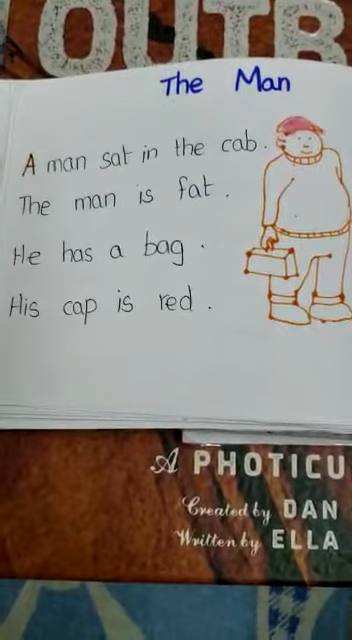 OUTB
The Man
A man sat in the cab.
The man is fat.
He has a bag.
His cap is red.
A PHOTICU
Created by DAN
Written by ELLA